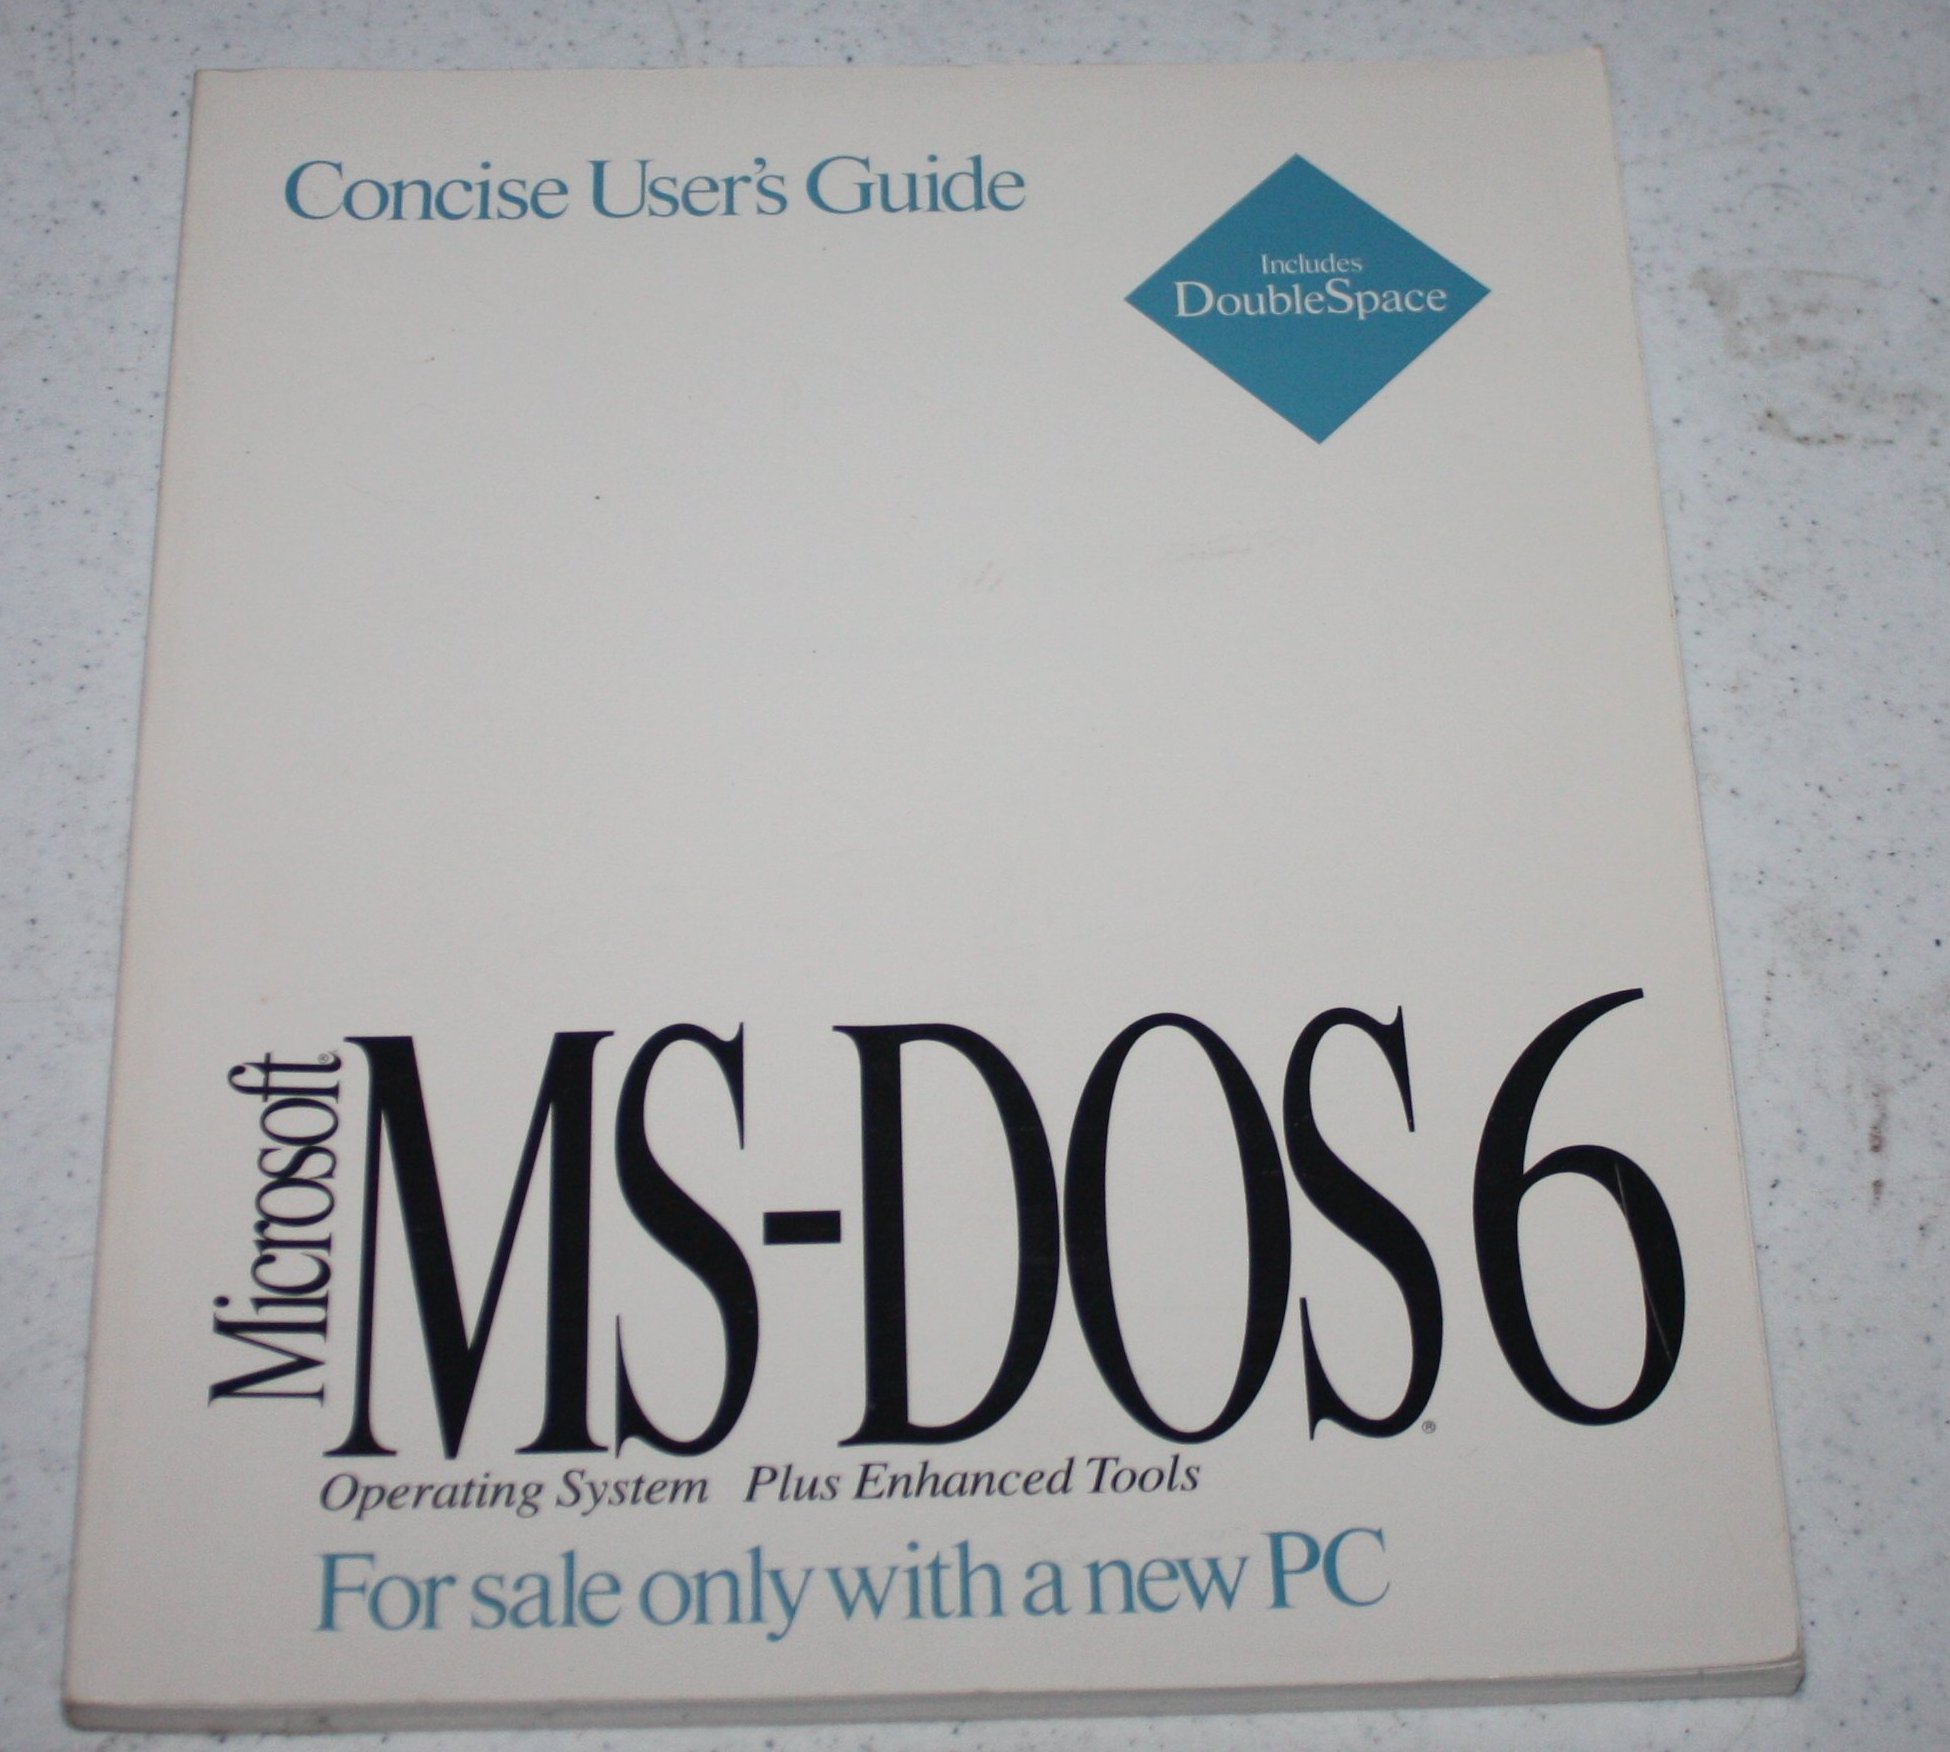 Concise User's Guide
Includes
DoubleSpace
Microsoft®
MS-DOS® 6
Operating System Plus Enhanced Tools
For sale only with a new PC